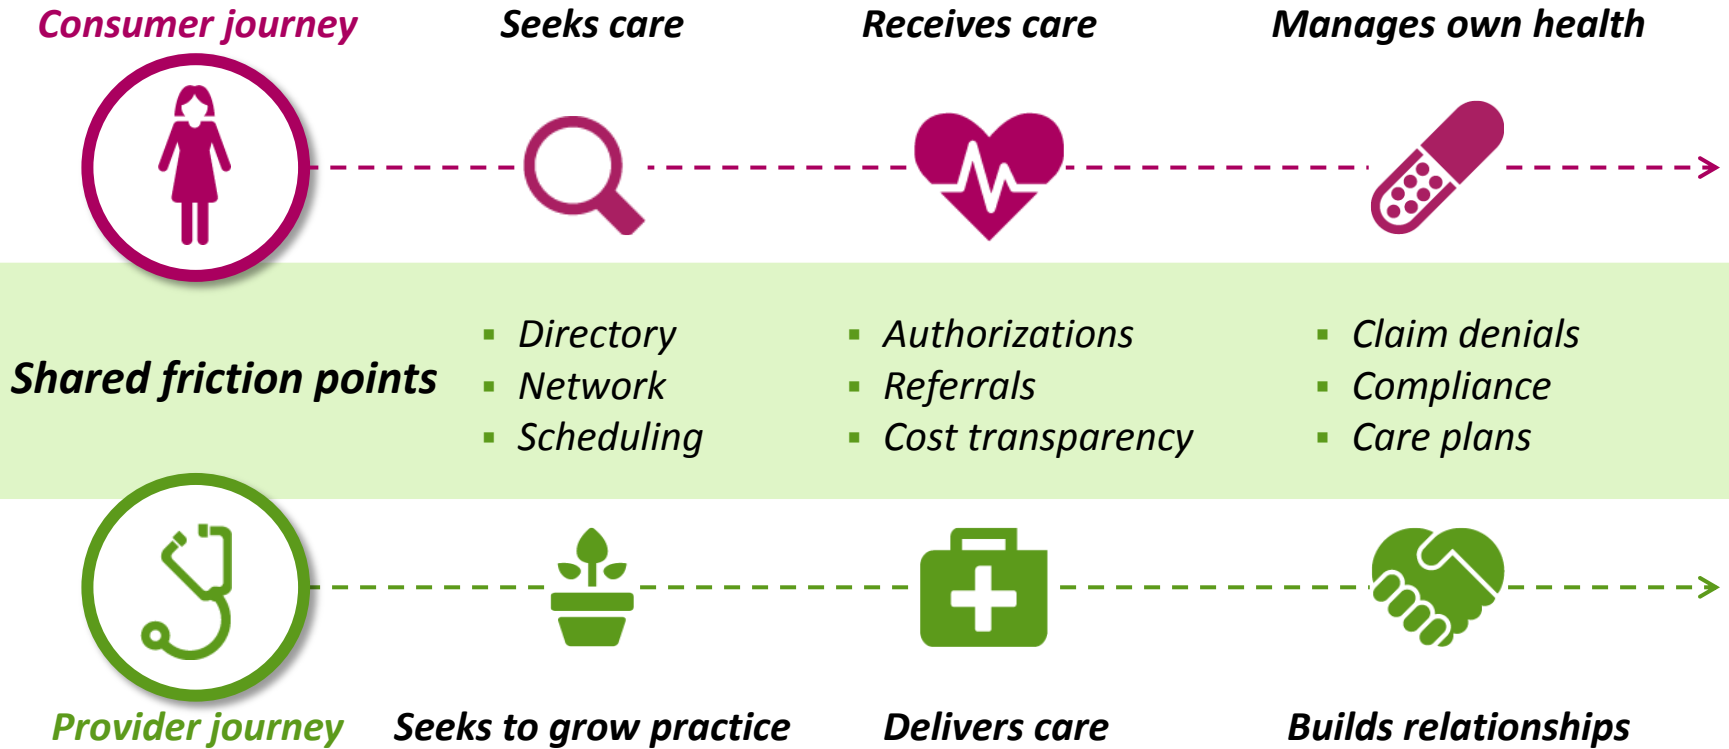 Consumer journey
Seeks care
Receives care
Manages own health
Shared friction points
▪ Directory
▪ Network
▪ Scheduling
▪ Authorizations
▪ Referrals
▪ Cost transparency
▪ Claim denials
▪ Compliance
▪ Care plans
Provider journey
Seeks to grow practice
Delivers care
Builds relationships